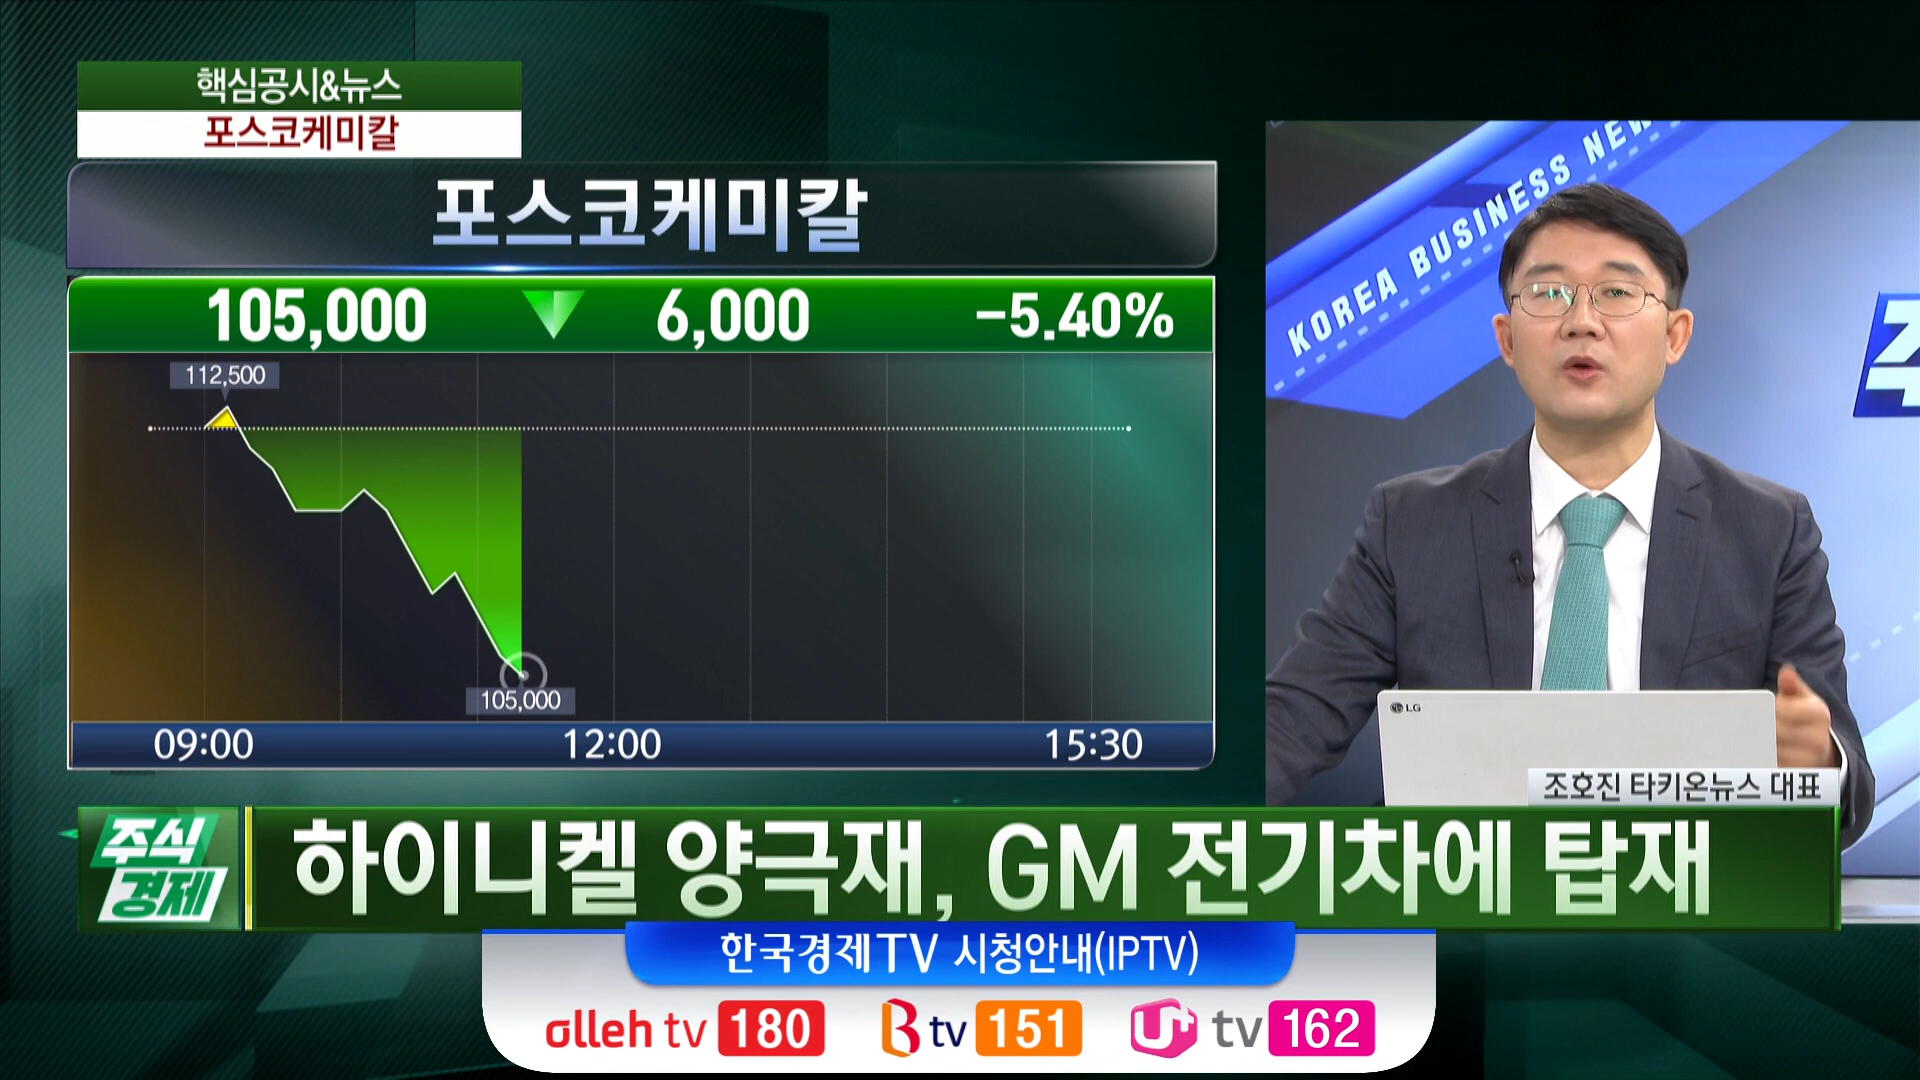 핵심공시&뉴스
포스코케미칼
포스코케미칼
105,000 ▼ 6,000 -5.40%
112,500
105,000
09:00 12:00 15:30
KOREA BUSINESS NEW
LG
조호진 타키온뉴스 대표
주식
경제
하이니켈 양극재, GM 전기차에 탑재
한국경제TV 시청안내(IPTV)
olleh tv 180 B tv 151 U+ tv 162